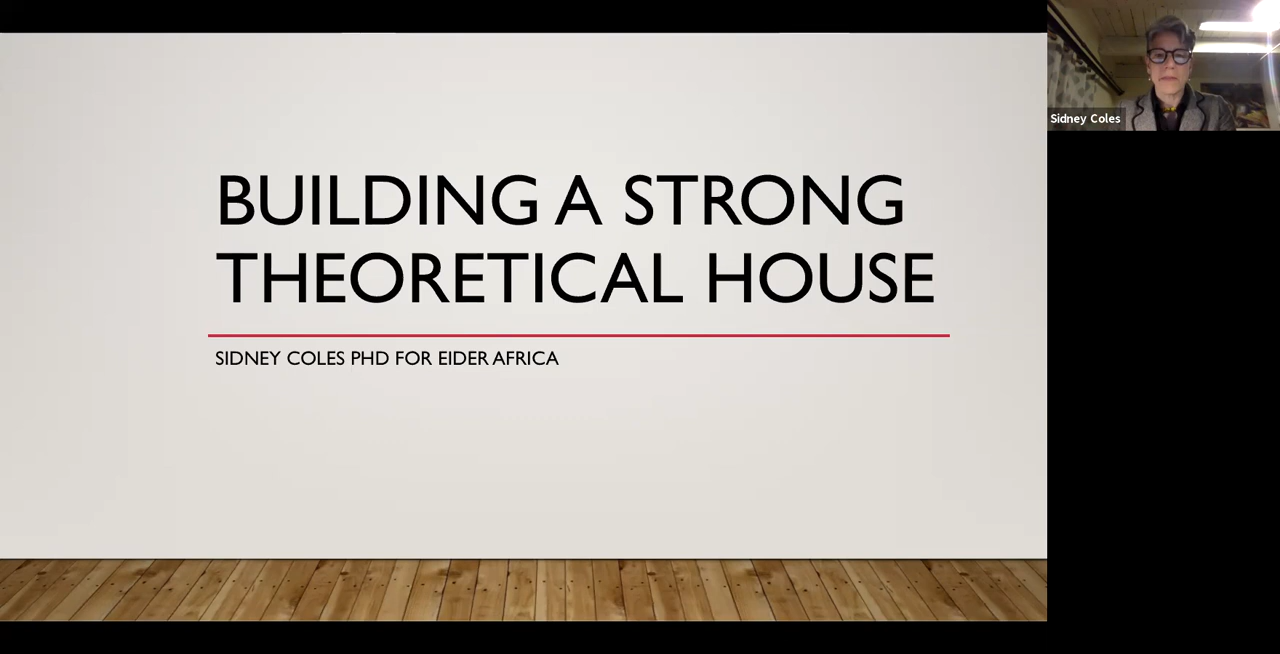 BUILDING A STRONG
THEORETICAL HOUSE
SIDNEY COLES PHD FOR EIDER AFRICA
Sidney Coles